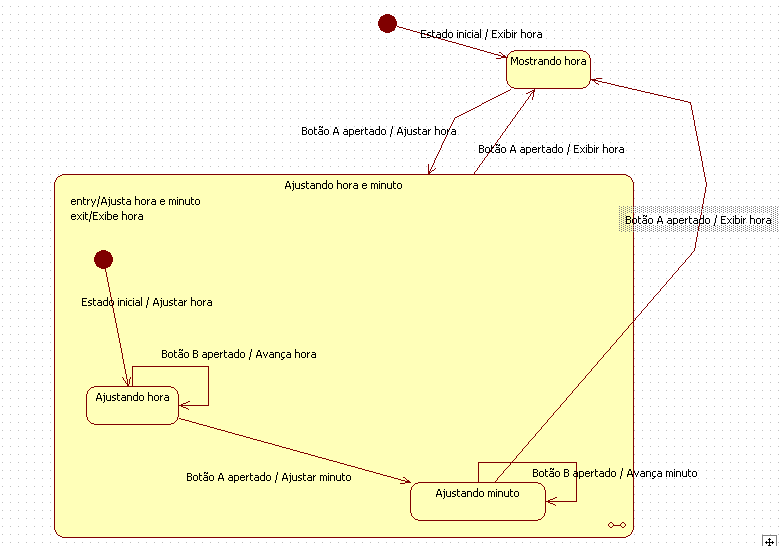 Estado inicial / Exibir hora
Mostrando hora
Botão A apertado / Ajustar hora
Botão A apertado / Exibir hora
Ajustando hora e minuto
entry/Ajusta hora e minuto
exit/Exibe hora
Botão A apertado / Exibir hora
Estado inicial / Ajustar hora
Botão B apertado / Avança hora
Ajustando hora
Botão A apertado / Ajustar minuto
Botão B apertado / Avança minuto
Ajustando minuto